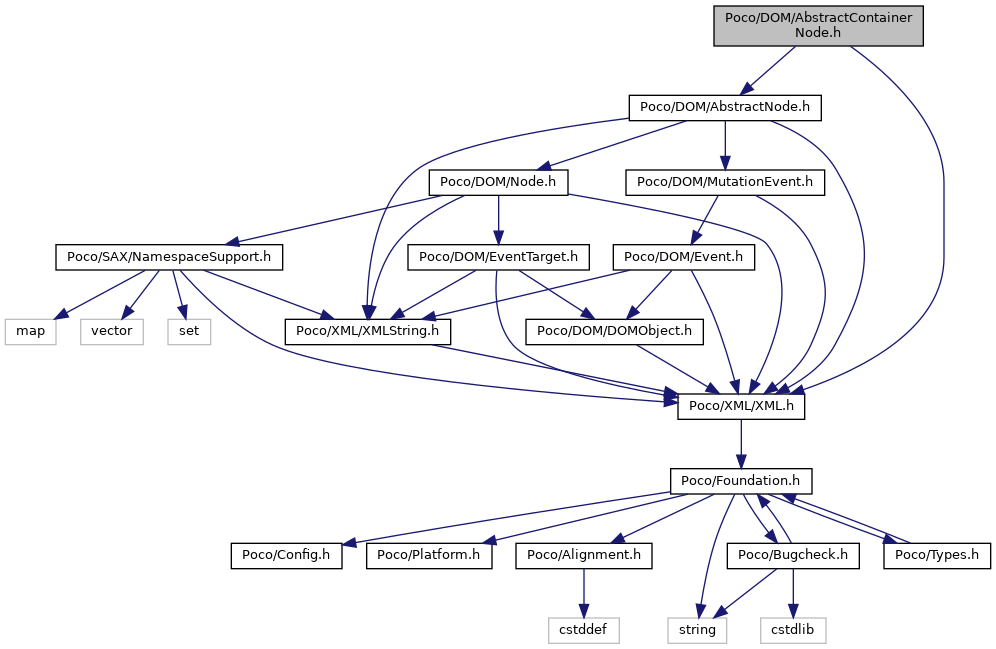 Poco/DOM/AbstractContainer
Node.h
Poco/DOM/AbstractNode.h
Poco/DOM/Node.h
Poco/DOM/MutationEvent.h
Poco/SAX/NamespaceSupport.h
Poco/DOM/EventTarget.h
Poco/DOM/Event.h
map
vector
set
Poco/XML/XMLString.h
Poco/DOM/DOMObject.h
Poco/XML/XML.h
Poco/Foundation.h
Poco/Config.h
Poco/Platform.h
Poco/Alignment.h
Poco/Bugcheck.h
Poco/Types.h
cstddef
string
cstdlib